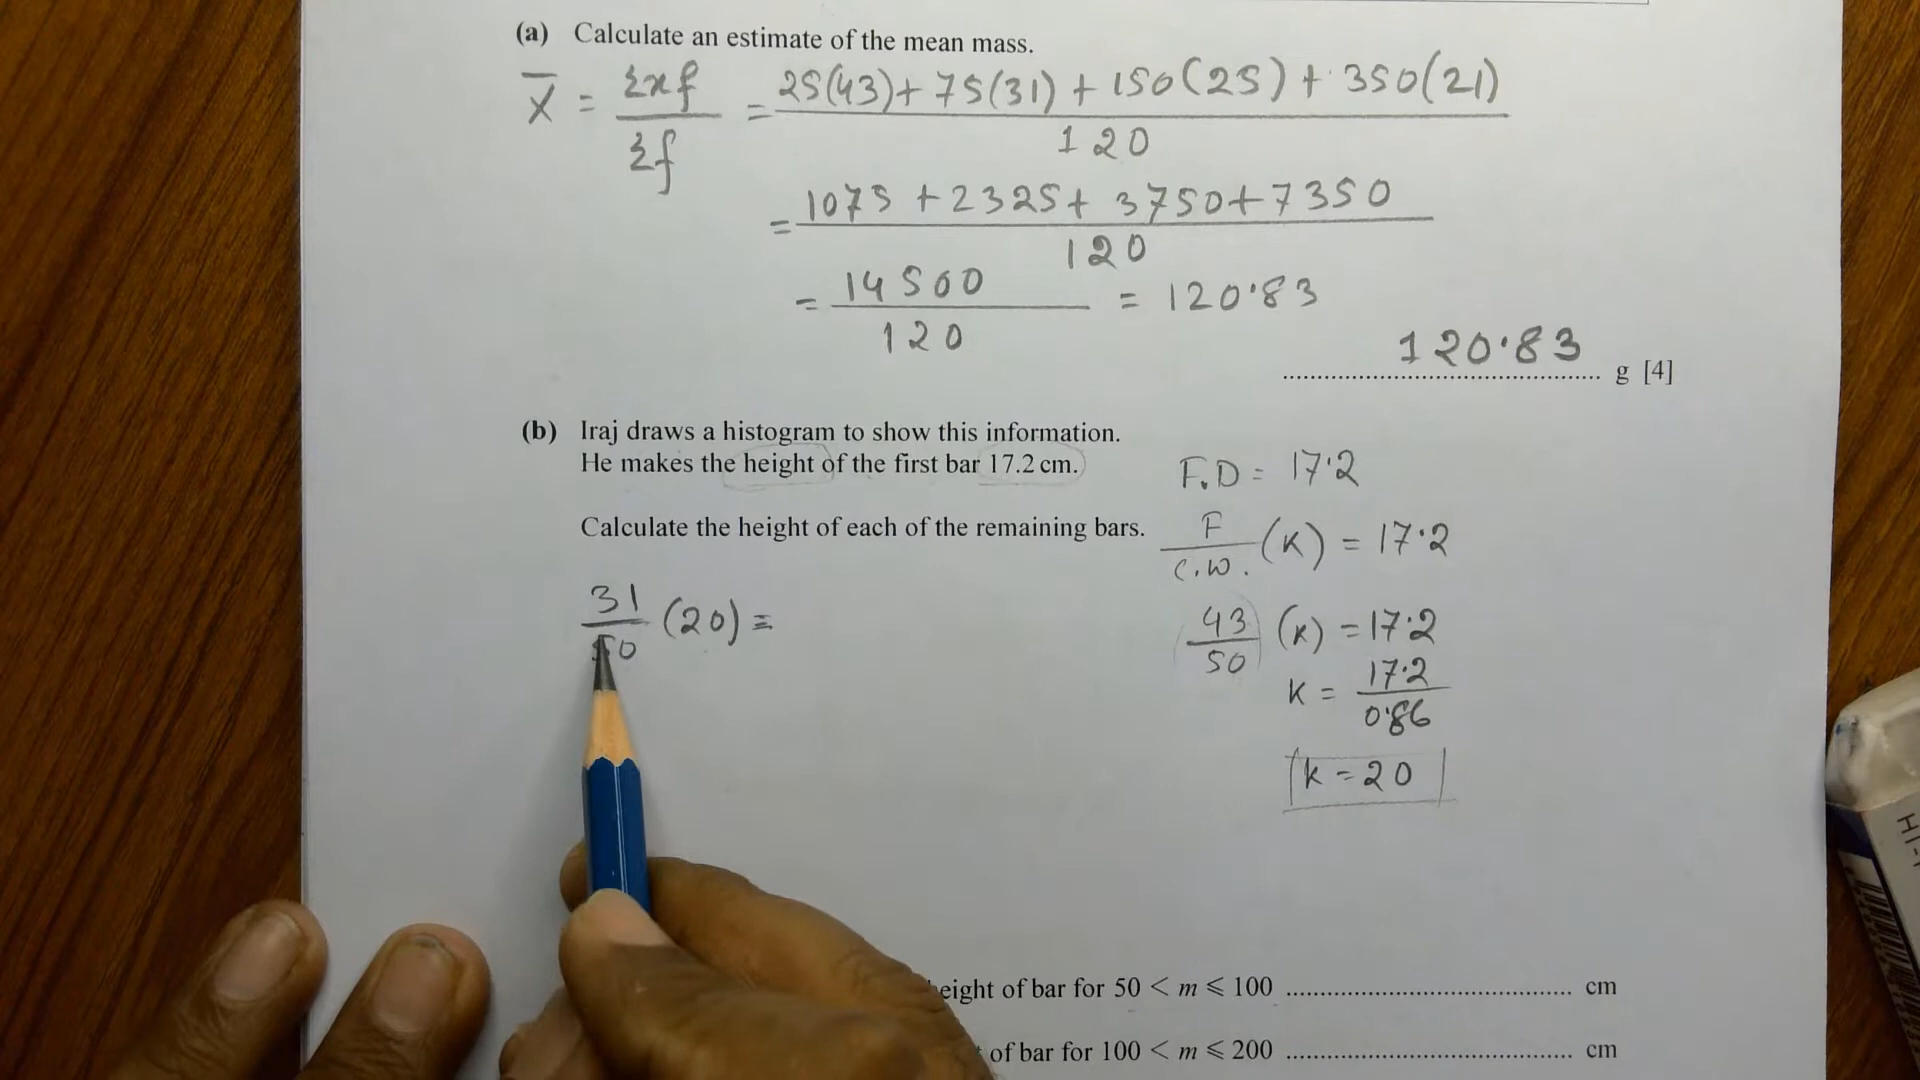 (a) Calculate an estimate of the mean mass.
x̄ = Σxf / Σf = 25(43) + 75(31) + 150(25) + 350(21) / 120
= 1075 + 2325 + 3750 + 7350 / 120
= 14500 / 120 = 120.83
120.83
g [4]
(b) Iraj draws a histogram to show this information.
He makes the height of the first bar 17.2 cm.
F.D = 17.2
Calculate the height of each of the remaining bars.
F / C.W. (K) = 17.2
31 / 50 (20) =
43 / 50 (K) = 17.2
K = 17.2 / 0.86
K = 20
eight of bar for 50 < m ⩽ 100 cm
of bar for 100 < m ⩽ 200 cm